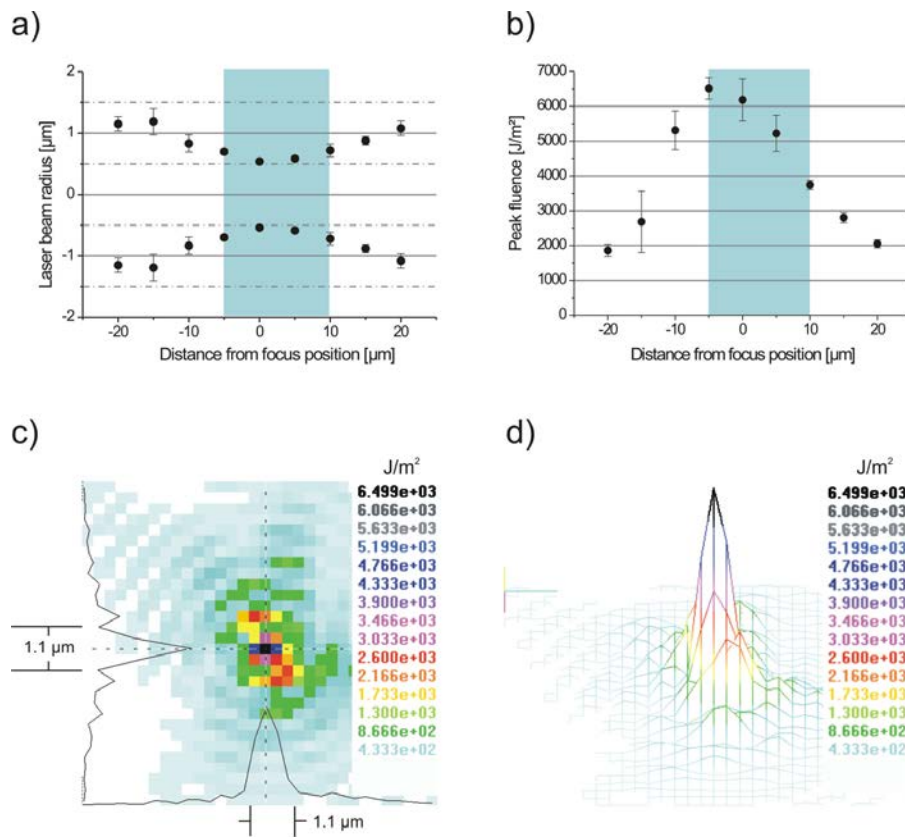 a)
2
1
0
-1
-2
-20
-10
0
10
20
Laser beam radius [µm]
Distance from focus position [µm]
b)
7000
6000
5000
4000
3000
2000
1000
0
-20
-10
0
10
20
Peak fluence [J/m²]
Distance from focus position [µm]
c)
J/m²
6.499e+03
6.066e+03
5.633e+03
5.199e+03
4.766e+03
4.333e+03
3.900e+03
3.466e+03
3.033e+03
2.600e+03
2.166e+03
1.733e+03
1.300e+03
8.666e+02
4.333e+02
1.1 µm
1.1 µm
d)
J/m²
6.499e+03
6.066e+03
5.633e+03
5.199e+03
4.766e+03
4.333e+03
3.900e+03
3.466e+03
3.033e+03
2.600e+03
2.166e+03
1.733e+03
1.300e+03
8.666e+02
4.333e+02